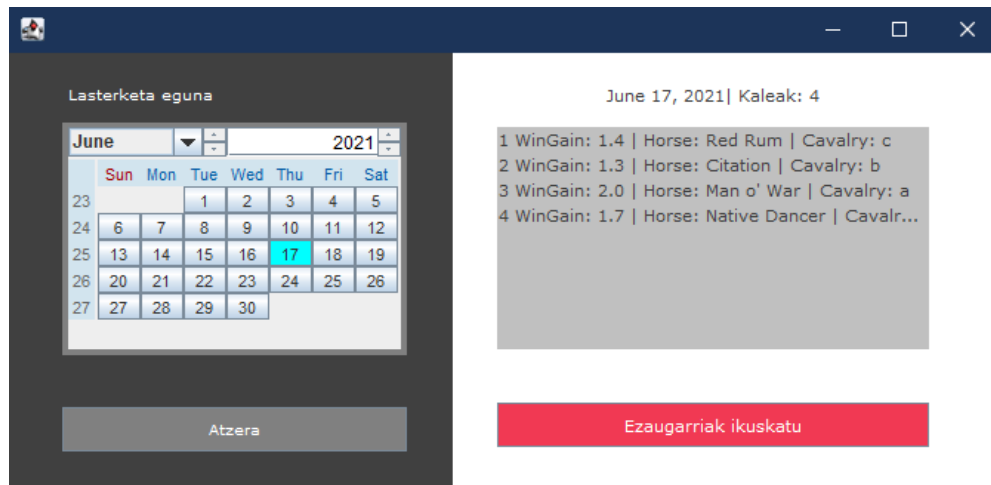 Lasterketa eguna
June 2021
Sun Mon Tue Wed Thu Fri Sat
23 1 2 3 4 5
24 6 7 8 9 10 11 12
25 13 14 15 16 17 18 19
26 20 21 22 23 24 25 26
27 27 28 29 30
Atzera
June 17, 2021| Kaleak: 4
1 WinGain: 1.4 | Horse: Red Rum | Cavalry: c
2 WinGain: 1.3 | Horse: Citation | Cavalry: b
3 WinGain: 2.0 | Horse: Man o' War | Cavalry: a
4 WinGain: 1.7 | Horse: Native Dancer | Cavalr...
Ezaugarriak ikuskatu